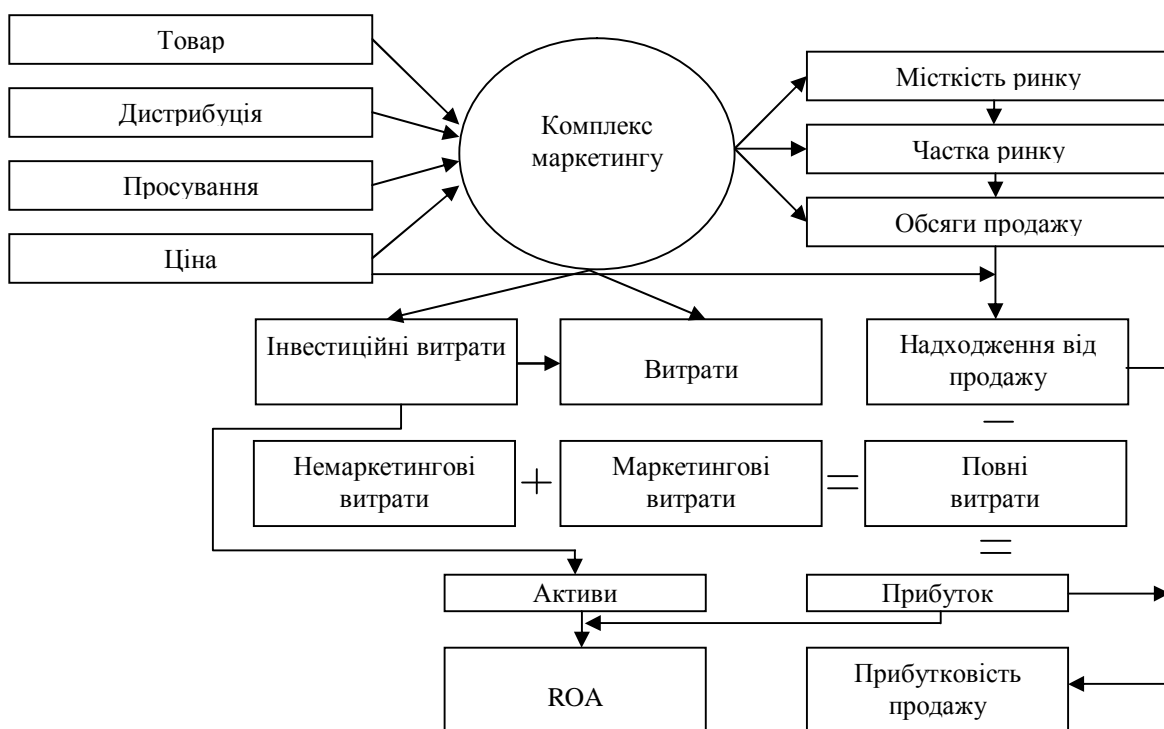 Товар
Дистрибуція
Просування
Ціна
Комплекс
маркетингу
Місткість ринку
Частка ринку
Обсяги продажу
Інвестиційні витрати
Витрати
Надходження від
продажу
–
Немаркетингові
витрати
+
Маркетингові
витрати
=
Повні
витрати
=
Активи
Прибуток
ROA
Прибутковість
продажу